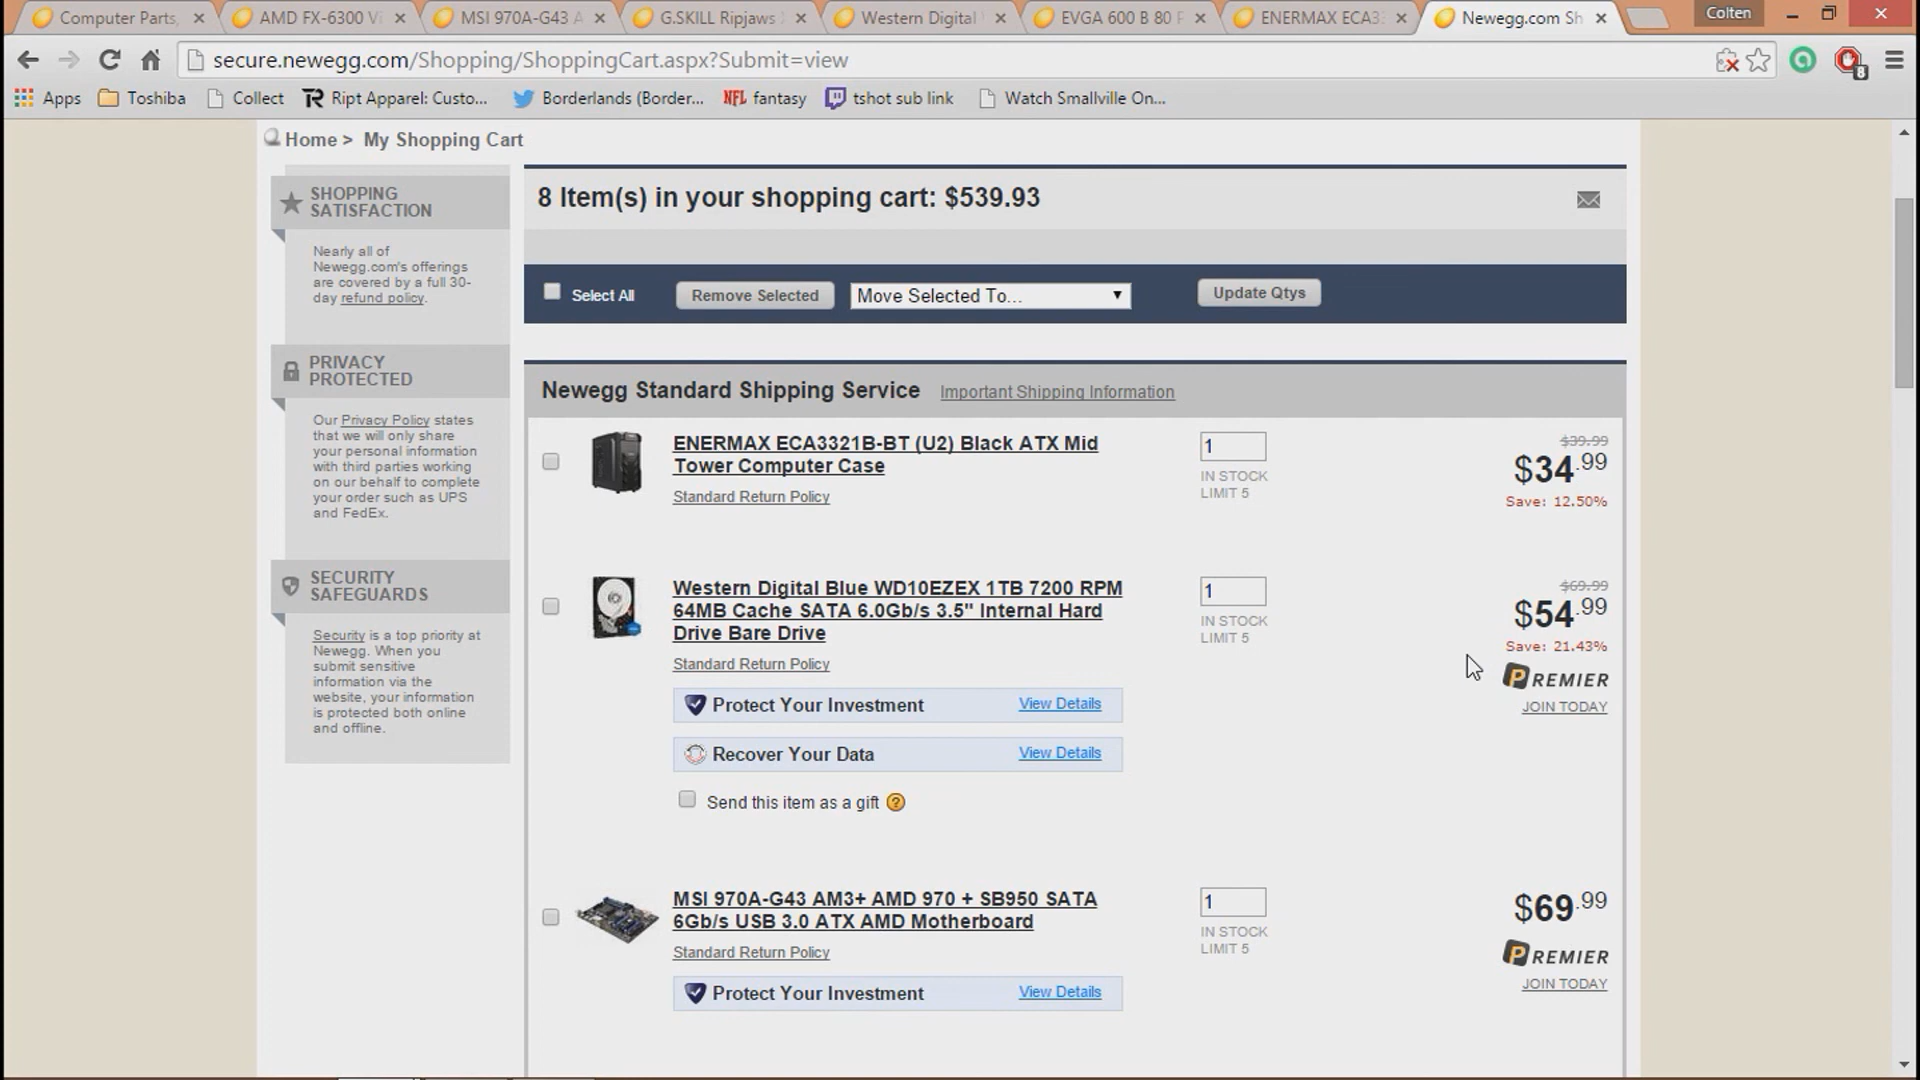 Computer Parts,
AMD FX-6300 Vi
MSI 970A-G43 A
G.SKILL Ripjaws
Western Digital
EVGA 600 B 80 P
ENERMAX ECA33
Newegg.com Sh
Colten
secure.newegg.com/Shopping/ShoppingCart.aspx?Submit=view
8
Apps
Toshiba
Collect
Ript Apparel: Custo...
Borderlands (Border...
NFL fantasy
tshot sub link
Watch Smallville On...
Home > My Shopping Cart
SHOPPING
SATISFACTION
Nearly all of
Newegg.com's offerings
are covered by a full 30-
day refund policy.
PRIVACY
PROTECTED
Our Privacy Policy states
that we will only share
your personal information
with third parties working
on our behalf to complete
your order such as UPS
and FedEx.
SECURITY
SAFEGUARDS
Security is a top priority at
Newegg. When you
submit sensitive
information via the
website, your information
is protected both online
and offline.
8 Item(s) in your shopping cart: $539.93
Select All
Remove Selected
Move Selected To...
Update Qtys
Newegg Standard Shipping Service Important Shipping Information
ENERMAX ECA3321B-BT (U2) Black ATX Mid
Tower Computer Case
Standard Return Policy
1
IN STOCK
LIMIT 5
$39.99
$34.99
Save: 12.50%
Western Digital Blue WD10EZEX 1TB 7200 RPM
64MB Cache SATA 6.0Gb/s 3.5" Internal Hard
Drive Bare Drive
Standard Return Policy
Protect Your Investment View Details
Recover Your Data View Details
Send this item as a gift ?
1
IN STOCK
LIMIT 5
$69.99
$54.99
Save: 21.43%
PREMIER
JOIN TODAY
MSI 970A-G43 AM3+ AMD 970 + SB950 SATA
6Gb/s USB 3.0 ATX AMD Motherboard
Standard Return Policy
Protect Your Investment View Details
1
IN STOCK
LIMIT 5
$69.99
PREMIER
JOIN TODAY